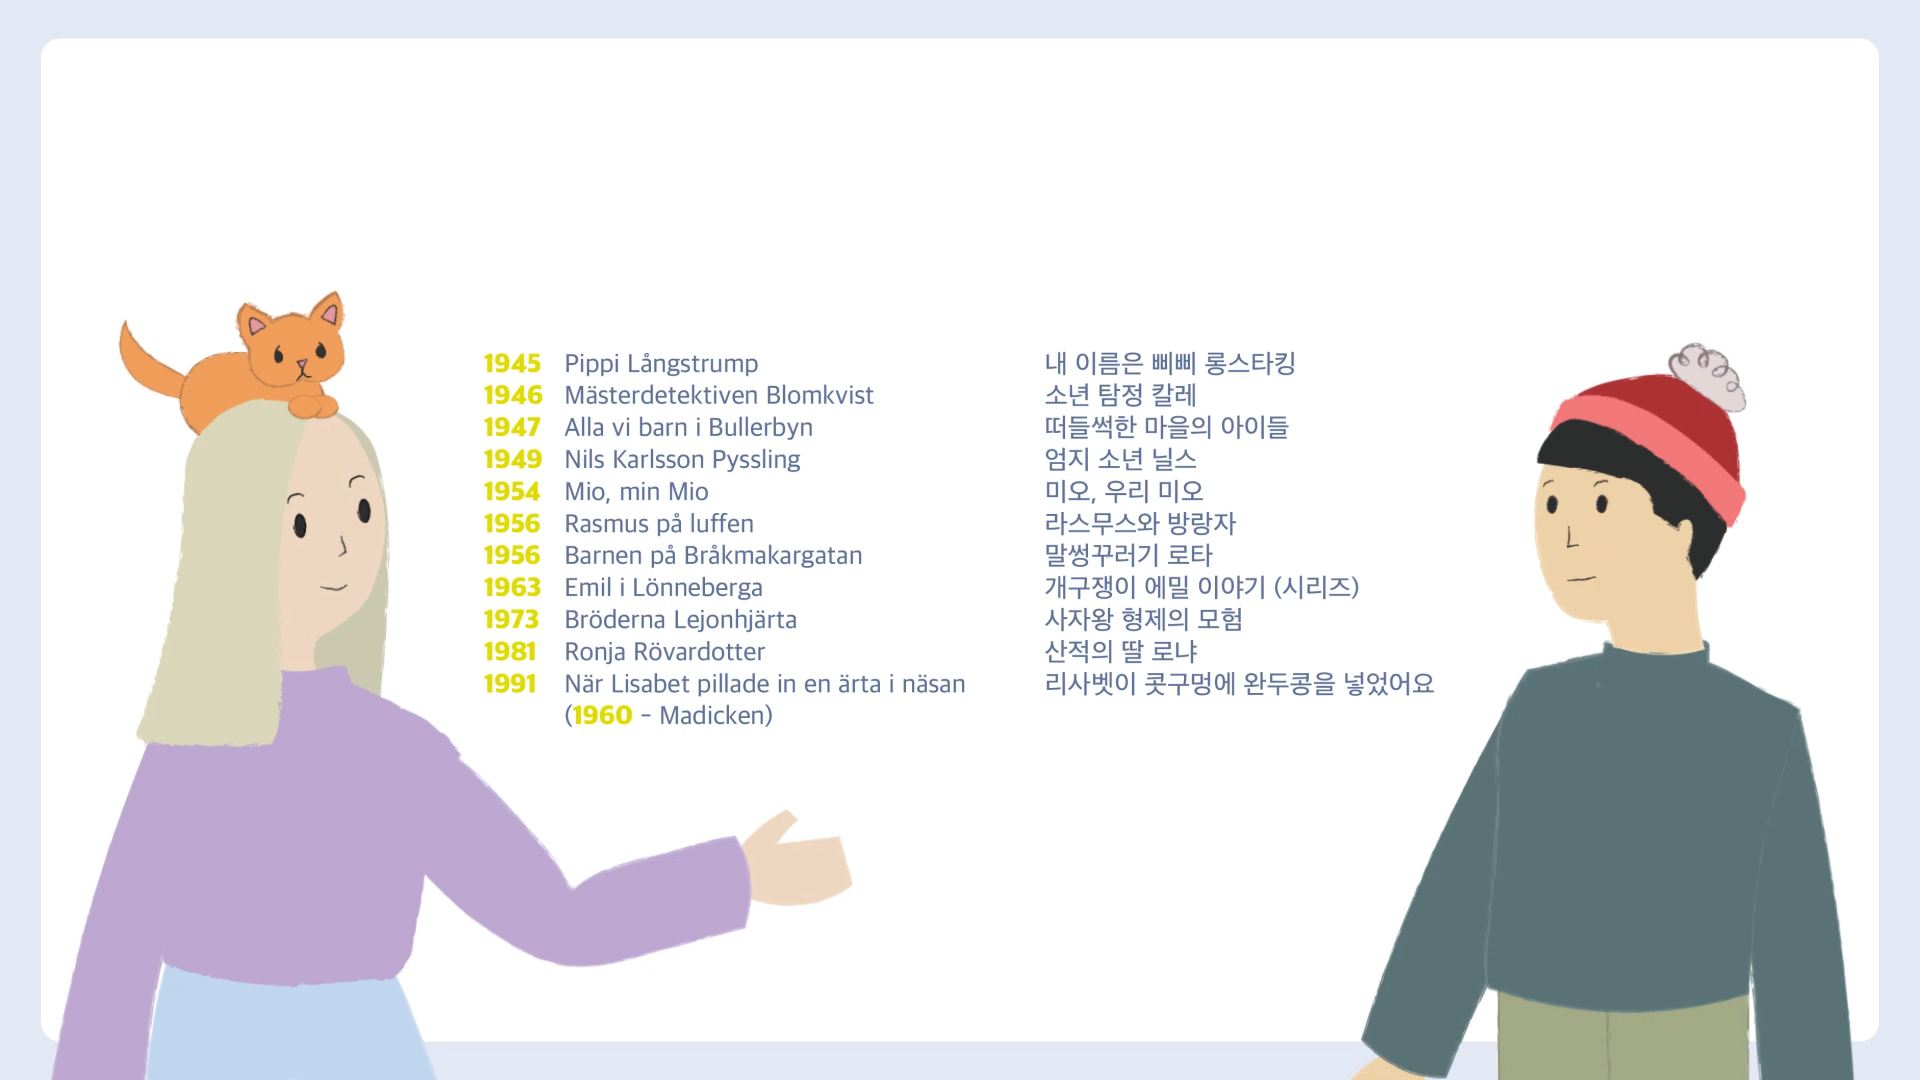 1945 Pippi Långstrump 내 이름은 삐삐 롱스타킹
1946 Mästerdetektiven Blomkvist 소년 탐정 칼레
1947 Alla vi barn i Bullerbyn 떠들썩한 마을의 아이들
1949 Nils Karlsson Pyssling 엄지 소년 닐스
1954 Mio, min Mio 미오, 우리 미오
1956 Rasmus på luffen 라스무스와 방랑자
1956 Barnen på Bråkmakargatan 말썽꾸러기 로타
1963 Emil i Lönneberga 개구쟁이 에밀 이야기 (시리즈)
1973 Bröderna Lejonhjärta 사자왕 형제의 모험
1981 Ronja Rövardotter 산적의 딸 로냐
1991 När Lisabet pillade in en ärta i näsan 리사벳이 콧구멍에 완두콩을 넣었어요
(1960 – Madicken)